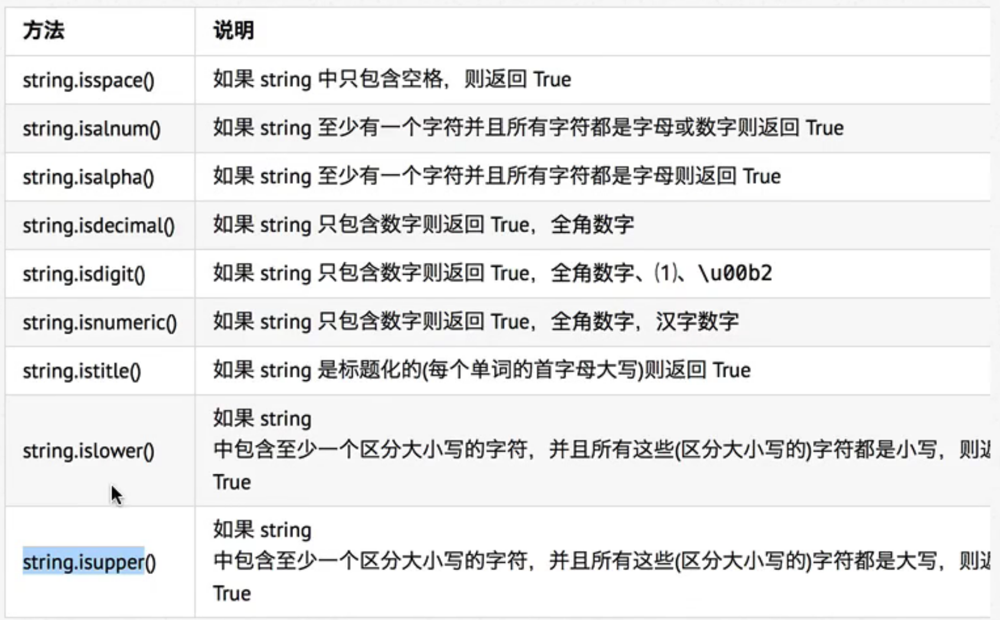 方法 说明
string.isspace() 如果 string 中只包含空格，则返回 True
string.isalnum() 如果 string 至少有一个字符并且所有字符都是字母或数字则返回 True
string.isalpha() 如果 string 至少有一个字符并且所有字符都是字母则返回 True
string.isdecimal() 如果 string 只包含数字则返回 True，全角数字
string.isdigit() 如果 string 只包含数字则返回 True，全角数字、⑴、\u00b2
string.isnumeric() 如果 string 只包含数字则返回 True，全角数字，汉字数字
string.istitle() 如果 string 是标题化的(每个单词的首字母大写)则返回 True
string.islower()
如果 string
中包含至少一个区分大小写的字符，并且所有这些(区分大小写的)字符都是小写，则返
True
string.isupper()
如果 string
中包含至少一个区分大小写的字符，并且所有这些(区分大小写的)字符都是大写，则返
True